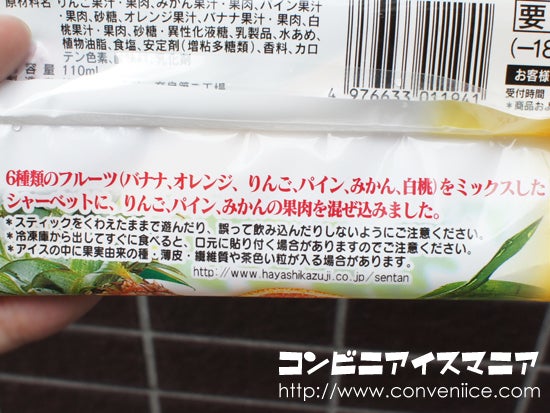 原材料名 りんご果汁・果肉、みかん果汁・果肉、パイン果汁
・果肉、砂糖、オレンジ果汁、バナナ果汁・果肉、白
桃果汁・果肉、砂糖・異性化液糖、乳製品、水あめ、
植物油脂、食塩、安定剤(増粘多糖類)、香料、カロ
テン色素、
110ml
要
(−18
お客様
受付時間
*商品およ
4 976633 011941
6種類のフルーツ(バナナ、オレンジ、りんご、パイン、みかん、白桃)をミックスした
シャーベットに、りんご、パイン、みかんの果肉を混ぜ込みました。
*スティックをくわえたままで遊んだり、誤って飲み込んだりしないようにご注意ください。
*冷凍庫から出してすぐに食べると、口元に貼り付く場合がありますのでご注意ください。
*アイスの中に果実由来の種・薄皮・繊維質や茶色い粒が入る場合があります。
http://www.hayashikazuji.co.jp/sentan
コンビニアイスマニア
http://www.conveniice.com/